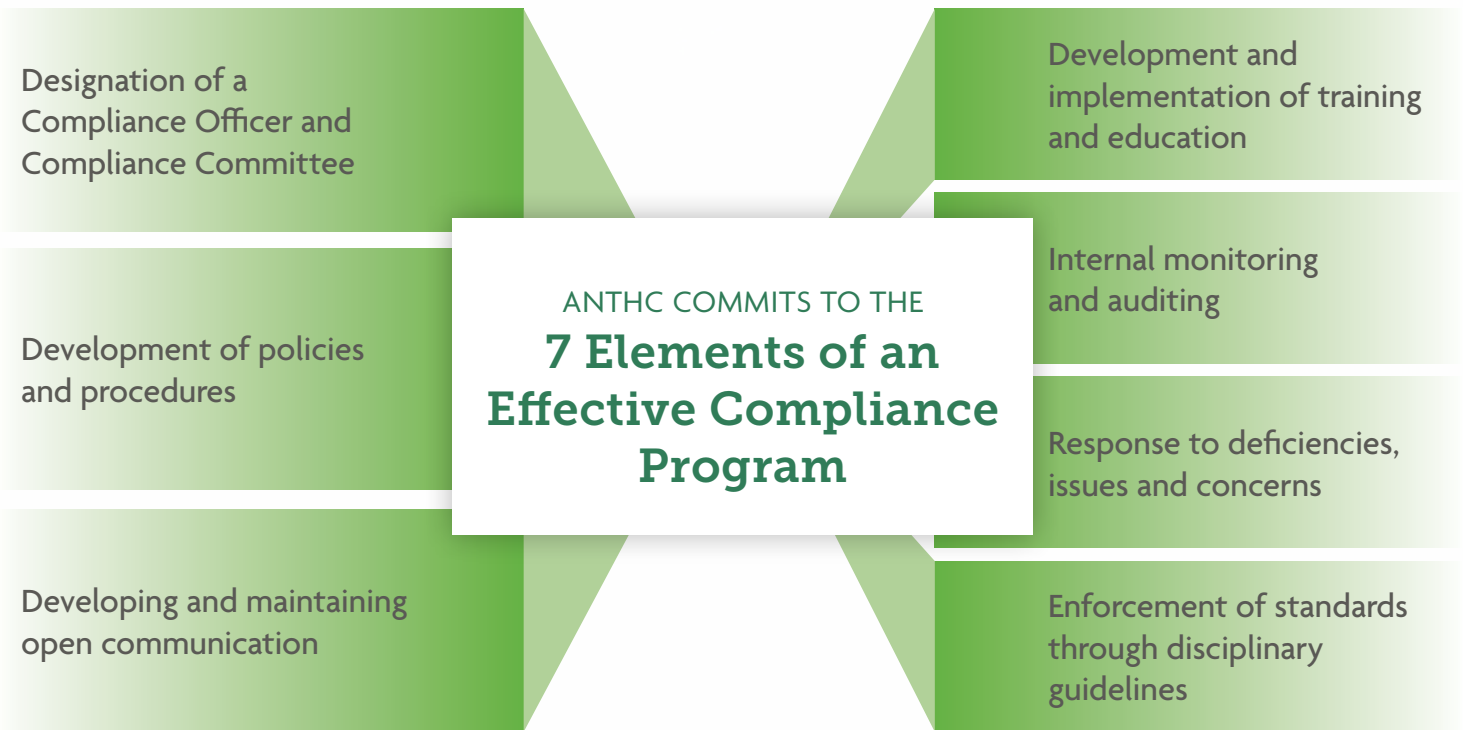 Designation of a
Compliance Officer and
Compliance Committee
Development of policies
and procedures
Developing and maintaining
open communication
ANTHC COMMITS TO THE
7 Elements of an
Effective Compliance
Program
Development and
implementation of training
and education
Internal monitoring
and auditing
Response to deficiencies,
issues and concerns
Enforcement of standards
through disciplinary
guidelines